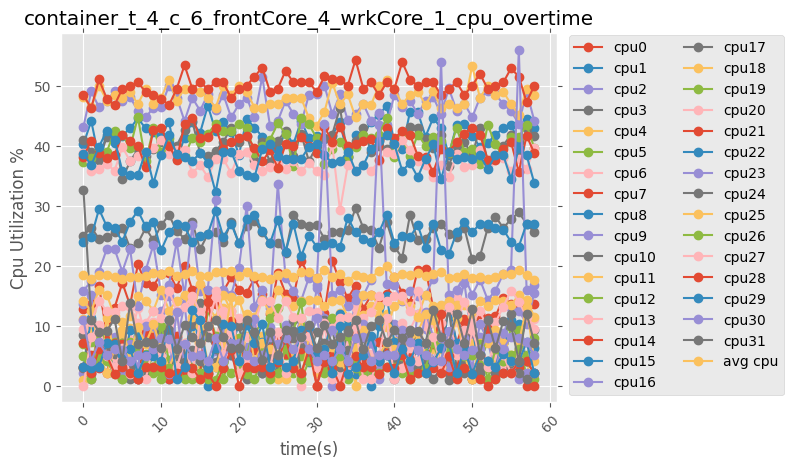 container_t_4_c_6_frontCore_4_wrkCore_1_cpu_overtime
Cpu Utilization %
50
40
30
20
10
0
0
10
20
30
40
50
60
time(s)
cpu0
cpu1
cpu2
cpu3
cpu4
cpu5
cpu6
cpu7
cpu8
cpu9
cpu10
cpu11
cpu12
cpu13
cpu14
cpu15
cpu16
cpu17
cpu18
cpu19
cpu20
cpu21
cpu22
cpu23
cpu24
cpu25
cpu26
cpu27
cpu28
cpu29
cpu30
cpu31
avg cpu